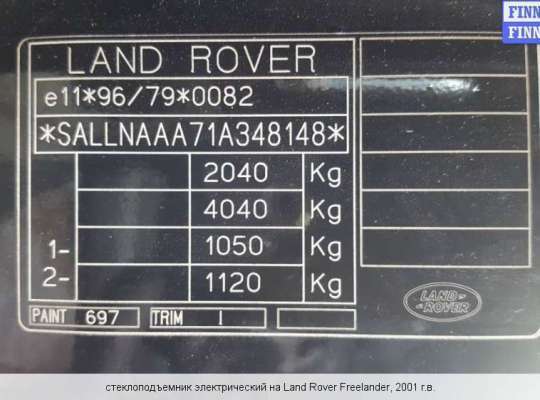 FINN
FINN
LAND ROVER
e11*96/79*0082
*SALLNAAA71A348148*
2040 Kg
4040 Kg
1- 1050 Kg
2- 1120 Kg
LAND ROVER
PAINT 697 TRIM I
стеклоподъемник электрический на Land Rover Freelander, 2001 г.в.